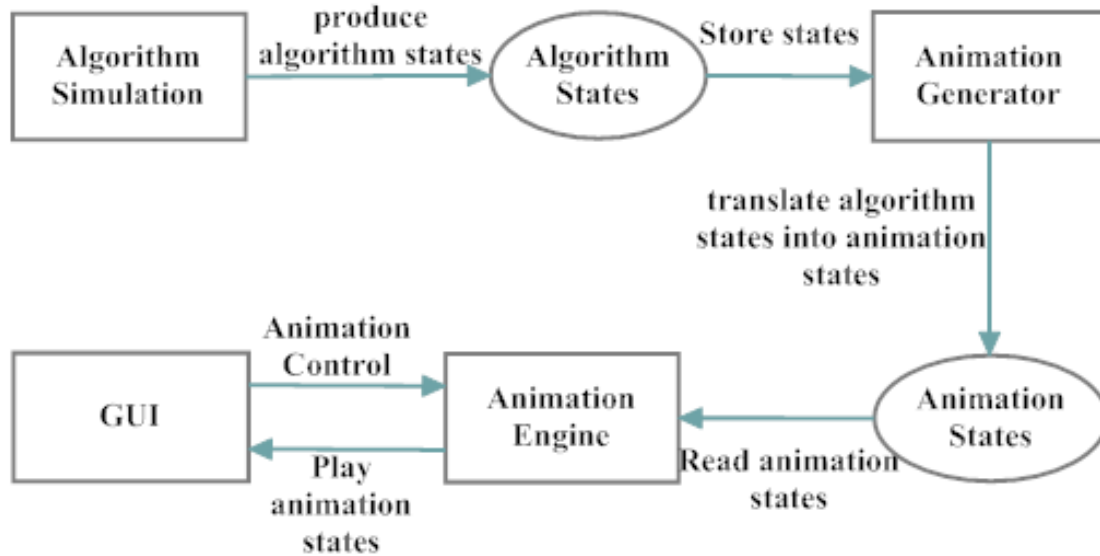 produce
algorithm states
Algorithm
Simulation
Algorithm
States
Store states
Animation
Generator
translate algorithm
states into animation
states
Animation
Control
GUI
Animation
Engine
Animation
States
Play
animation
states
Read animation
states